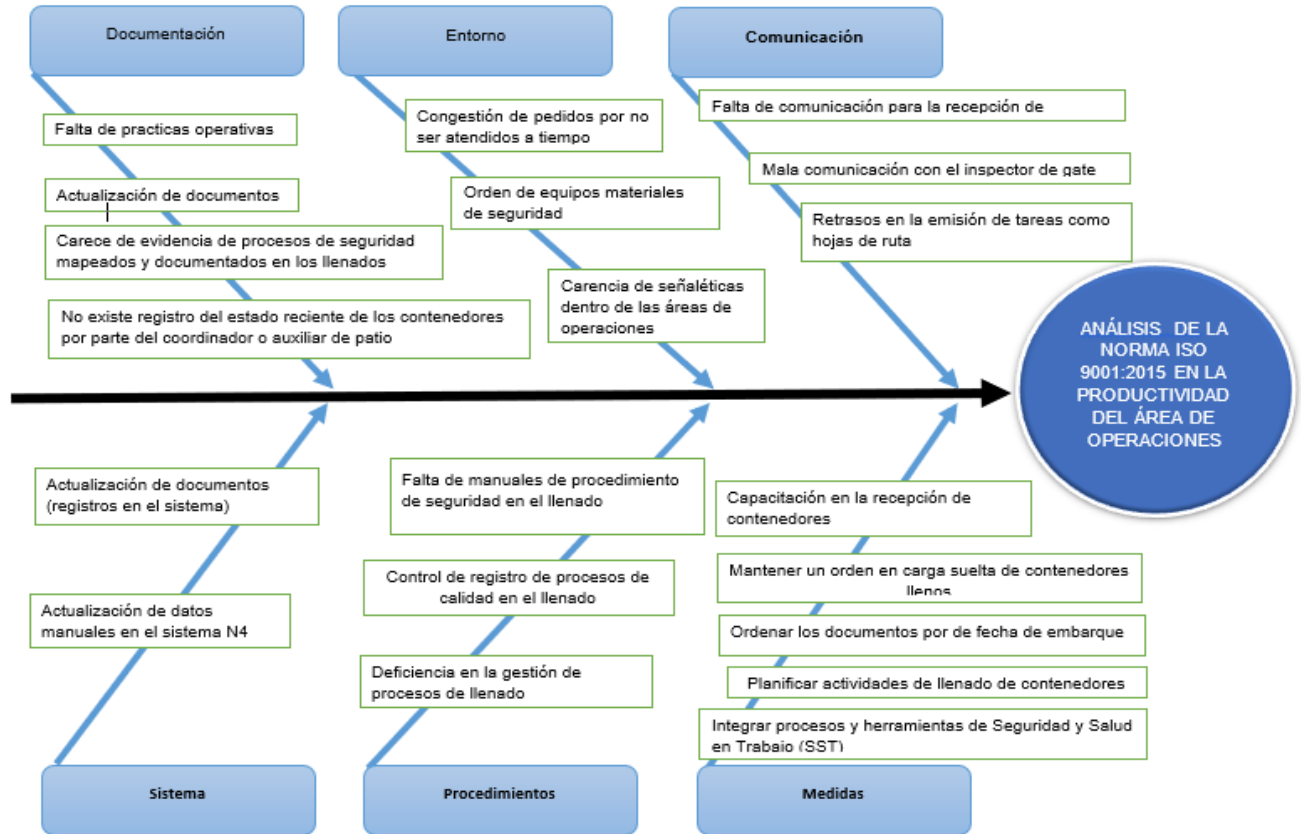 Documentación
Entorno
Comunicación
Falta de practicas operativas
Actualización de documentos
Carece de evidencia de procesos de seguridad
mapeados y documentados en los llenados
No existe registro del estado reciente de los contenedores
por parte del coordinador o auxiliar de patio
Congestión de pedidos por no
ser atendidos a tiempo
Orden de equipos materiales
de seguridad
Carencia de señaléticas
dentro de las áreas de
operaciones
Falta de comunicación para la recepción de
Mala comunicación con el inspector de gate
Retrasos en la emisión de tareas como
hojas de ruta
ANÁLISIS DE LA
NORMA ISO
9001:2015 EN LA
PRODUCTIVIDAD
DEL ÁREA DE
OPERACIONES
Actualización de documentos
(registros en el sistema)
Actualización de datos
manuales en el sistema N4
Falta de manuales de procedimiento
de seguridad en el llenado
Control de registro de procesos de
calidad en el llenado
Deficiencia en la gestión de
procesos de llenado
Capacitación en la recepción de
contenedores
Mantener un orden en carga suelta de contenedores
llenos
Ordenar los documentos por de fecha de embarque
Planificar actividades de llenado de contenedores
Integrar procesos y herramientas de Seguridad y Salud
en Trabajo (SST)
Sistema
Procedimientos
Medidas